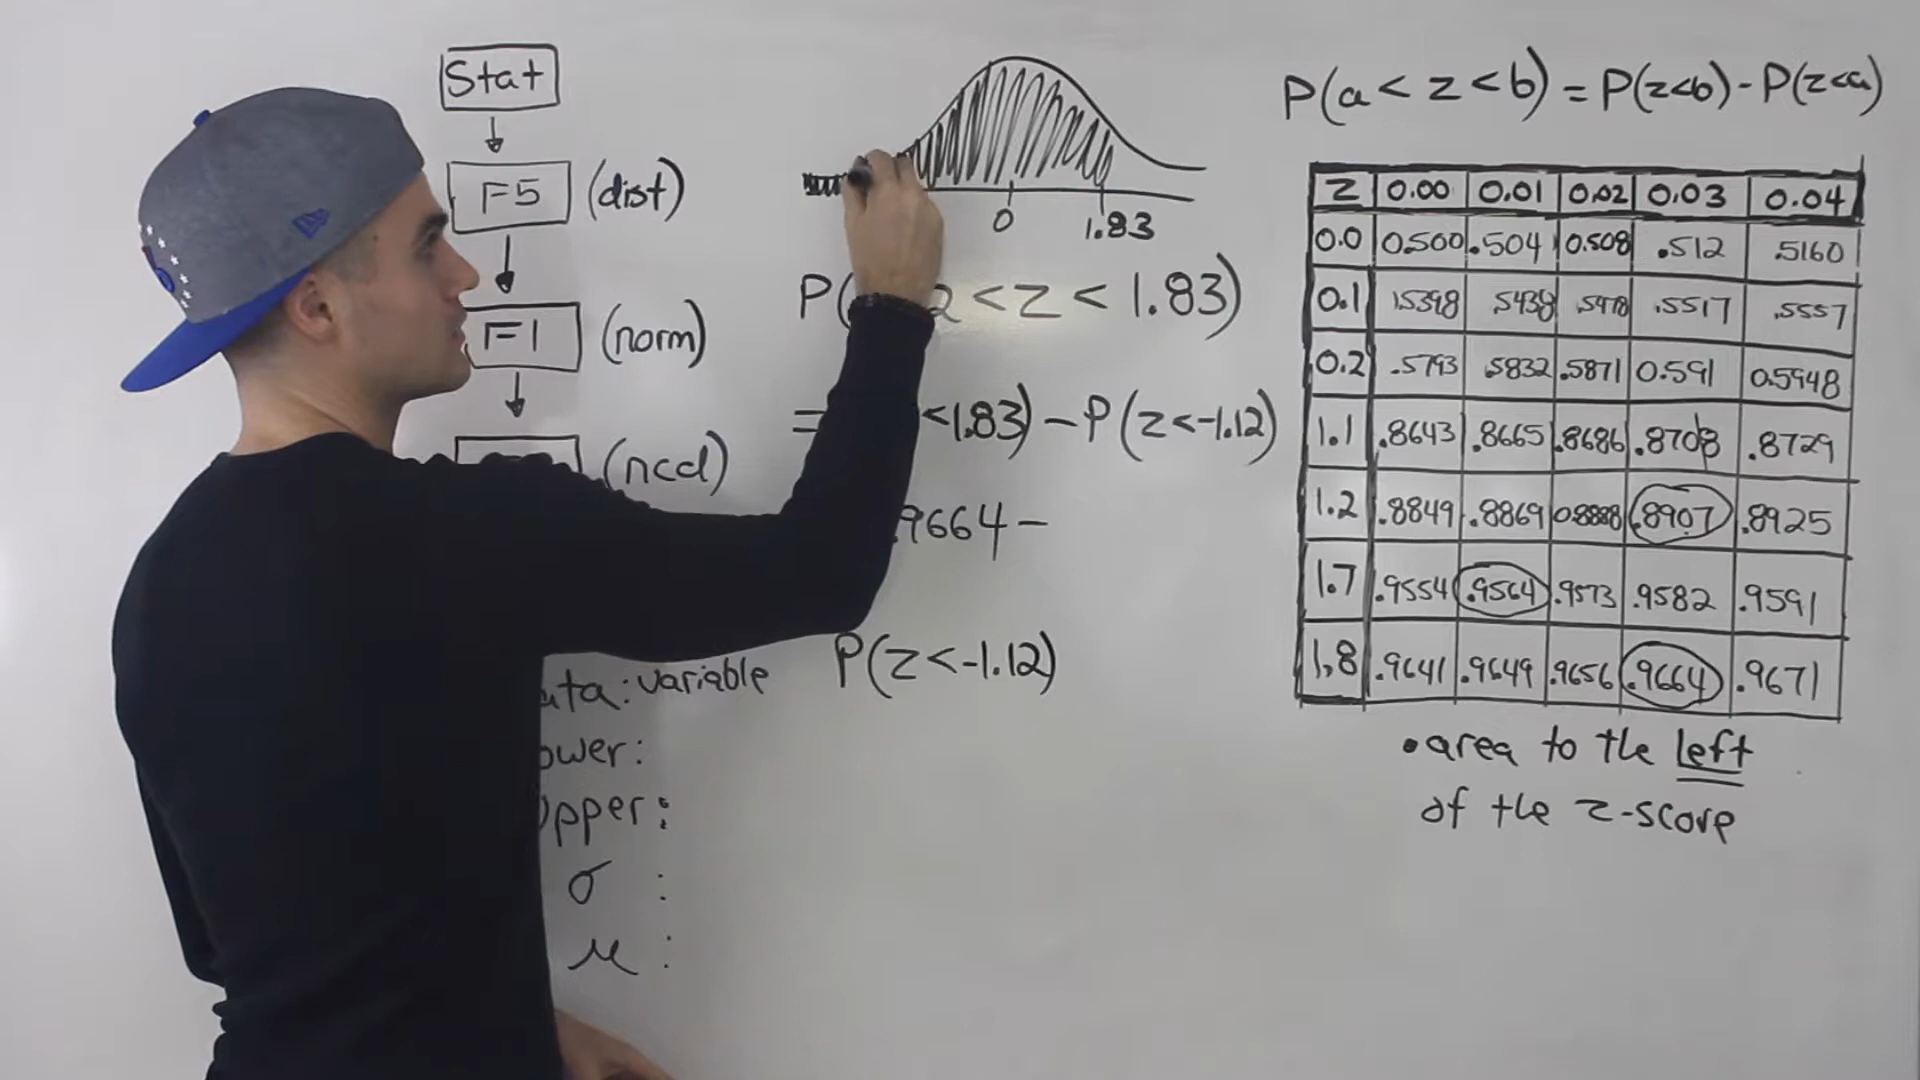 Stat
F5 (dist)
F1 (norm)
(ncd)
ata: variable
ower:
pper:
σ :
μ :
0 1.83
P( 2 < z < 1.83)
= <1.83) - P(z<-1.12)
.9664 -
P(z<-1.12)
P(a < z < b) = P(z<b) - P(z<a)
z 0.00 0.01 0.02 0.03 0.04
0.0 0.500 .504 0.508 .512 .5160
0.1 .5398 .5438 .5478 .5517 .5557
0.2 .5793 .5832 .5871 0.591 0.5948
1.1 .8643 .8665 .8686 .8708 .8729
1.2 .8849 .8869 0.8888 .8907 .8925
1.7 .9554 .9564 .9573 .9582 .9591
1.8 .9641 .9649 .9656 .9664 .9671
• area to the left
of the z-score